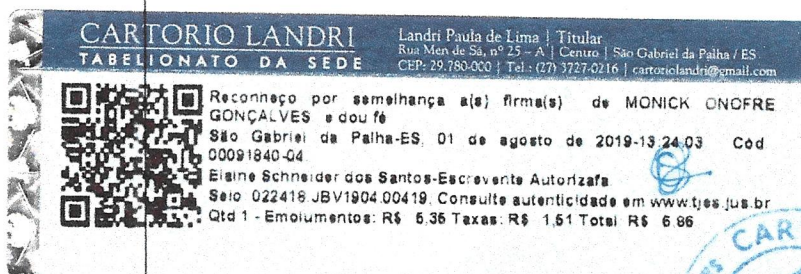 CARTORIO LANDRI
TABELIONATO DA SEDE
Landri Paula de Lima | Titular
Rua Men de Sá, nº 25 – A | Centro | São Gabriel da Palha / ES
CEP: 29.780-000 | Tel.: (27) 3727-0216 | cartoriolandri@gmail.com
Reconheço por semelhança a(s) firma(s) de MONICK ONOFRE
GONÇALVES e dou fé
São Gabriel da Palha-ES, 01 de agosto de 2019-13:24:03 Cód
00091840-04.
Elaine Schneider dos Santos-Escrevente Autorizafa
Selo 022418.JBV1904.00419, Consulte autenticidade em www.tjes.jus.br
Qtd 1 - Emolumentos: R$ 5,35 Taxas: R$ 1,51 Total: R$ 6,86
ES CAR